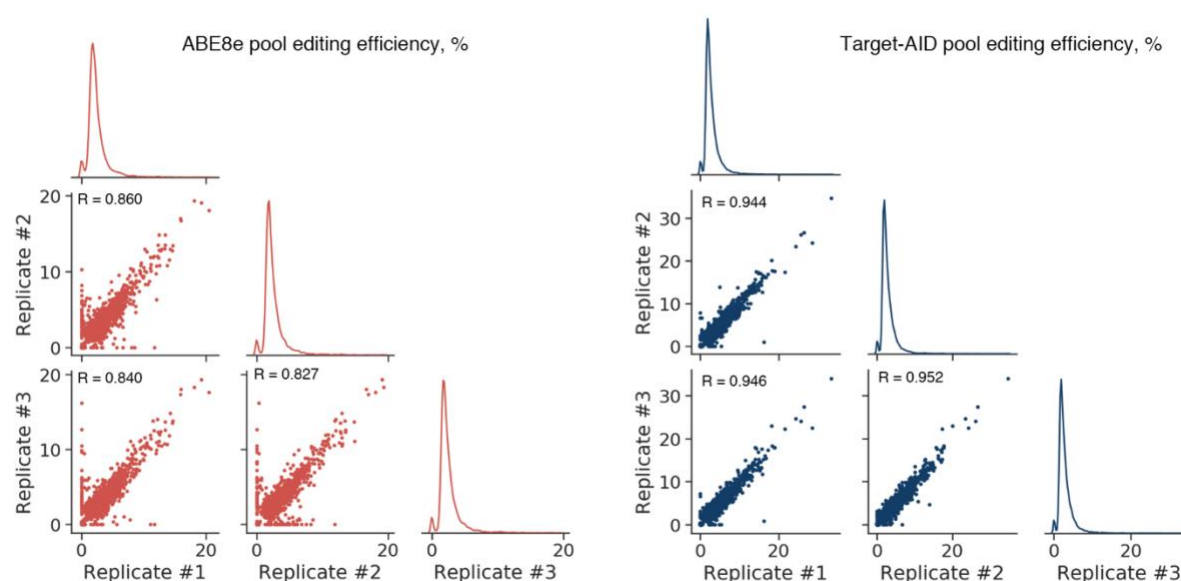 ABE8e pool editing efficiency, %
20
10
0
Replicate #2
R = 0.860
20
10
0
Replicate #3
R = 0.840
R = 0.827
0
20
0
20
0
20
Replicate #1
Replicate #2
Replicate #3
Target-AID pool editing efficiency, %
30
20
10
0
Replicate #2
R = 0.944
30
20
10
0
Replicate #3
R = 0.946
R = 0.952
0
20
0
20
0
20
Replicate #1
Replicate #2
Replicate #3